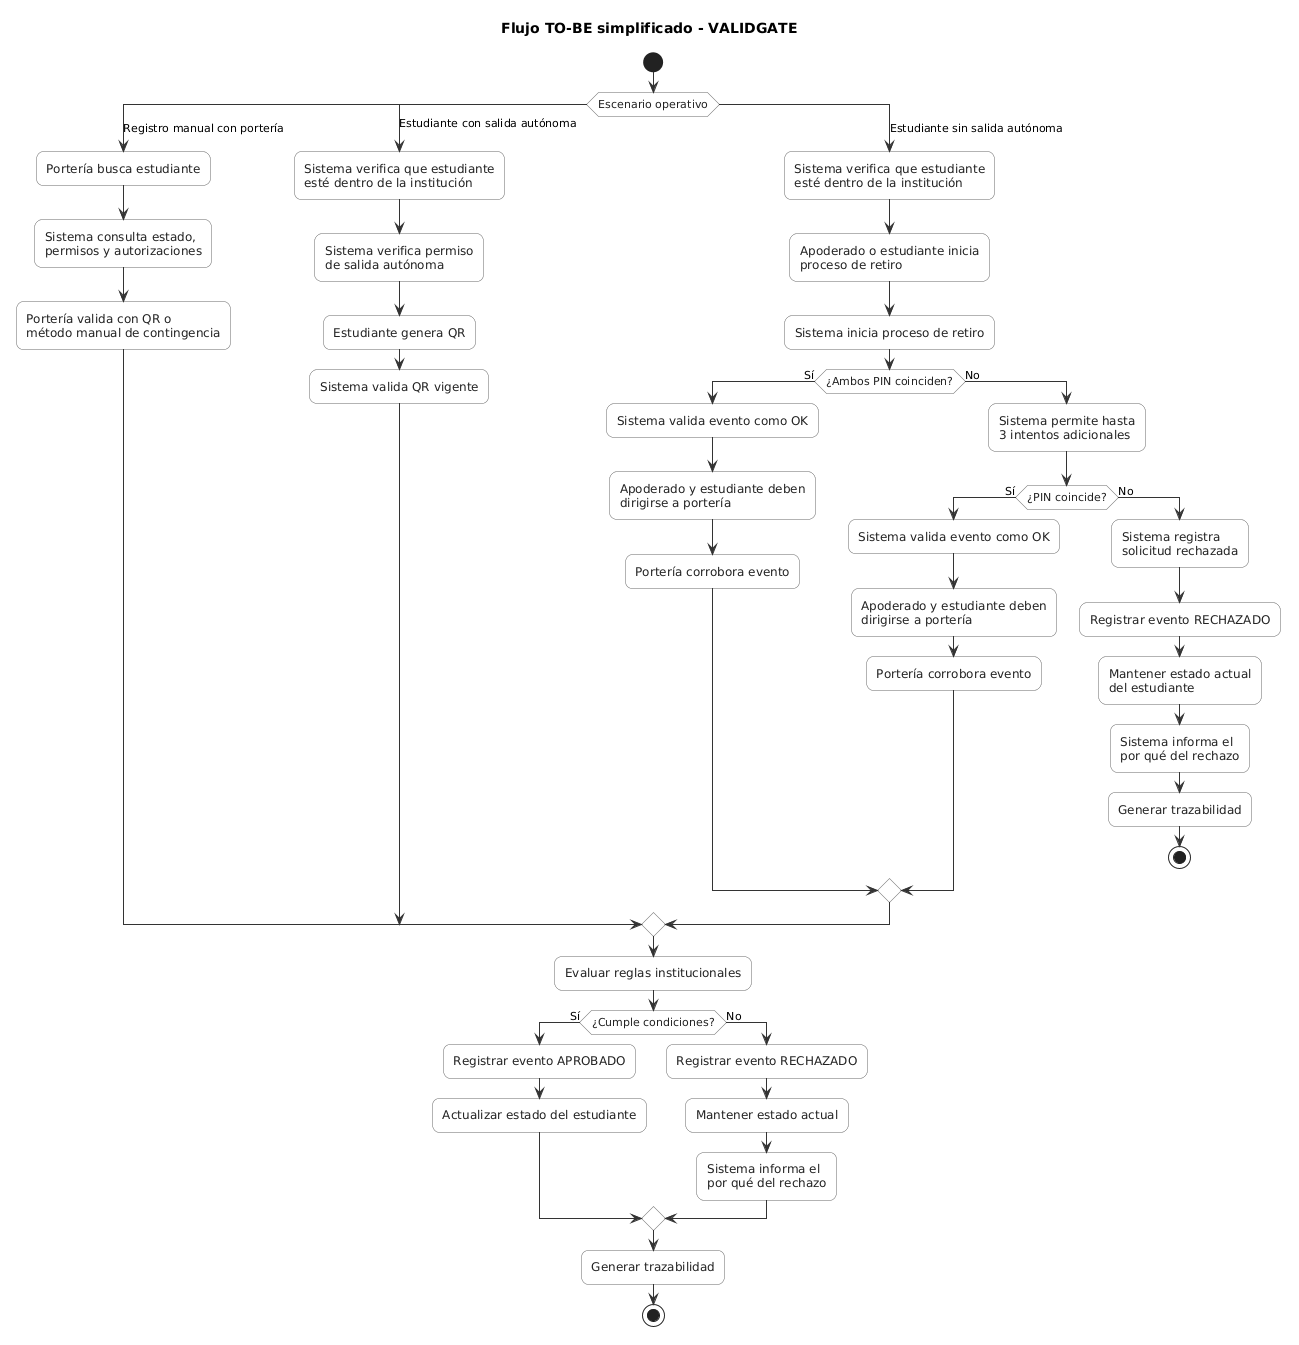 Flujo TO-BE simplificado - VALIDGATE
Escenario operativo
Registro manual con portería
Portería busca estudiante
Sistema consulta estado,
permisos y autorizaciones
Portería valida con QR o
método manual de contingencia
Estudiante con salida autónoma
Sistema verifica que estudiante
esté dentro de la institución
Sistema verifica permiso
de salida autónoma
Estudiante genera QR
Sistema valida QR vigente
Estudiante sin salida autónoma
Sistema verifica que estudiante
esté dentro de la institución
Apoderado o estudiante inicia
proceso de retiro
Sistema inicia proceso de retiro
¿Ambos PIN coinciden?
Sí
No
Sistema valida evento como OK
Apoderado y estudiante deben
dirigirse a portería
Portería corrobora evento
Sistema permite hasta
3 intentos adicionales
¿PIN coincide?
Sí
No
Sistema valida evento como OK
Apoderado y estudiante deben
dirigirse a portería
Portería corrobora evento
Sistema registra
solicitud rechazada
Registrar evento RECHAZADO
Mantener estado actual
del estudiante
Sistema informa el
por qué del rechazo
Generar trazabilidad
Evaluar reglas institucionales
¿Cumple condiciones?
Sí
No
Registrar evento APROBADO
Actualizar estado del estudiante
Registrar evento RECHAZADO
Mantener estado actual
Sistema informa el
por qué del rechazo
Generar trazabilidad